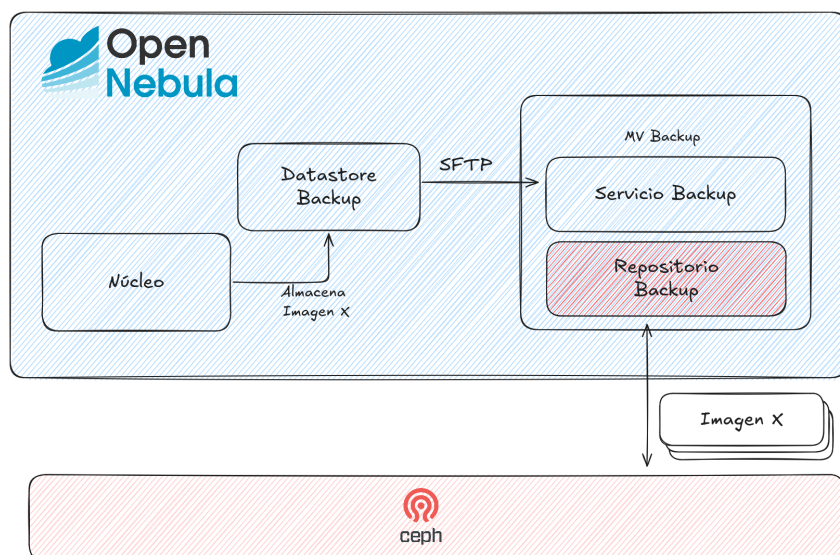 Open
Nebula
MV Backup
Datastore
Backup
SFTP
Servicio Backup
Núcleo
Almacena
Imagen X
Repositorio
Backup
Imagen X
ceph